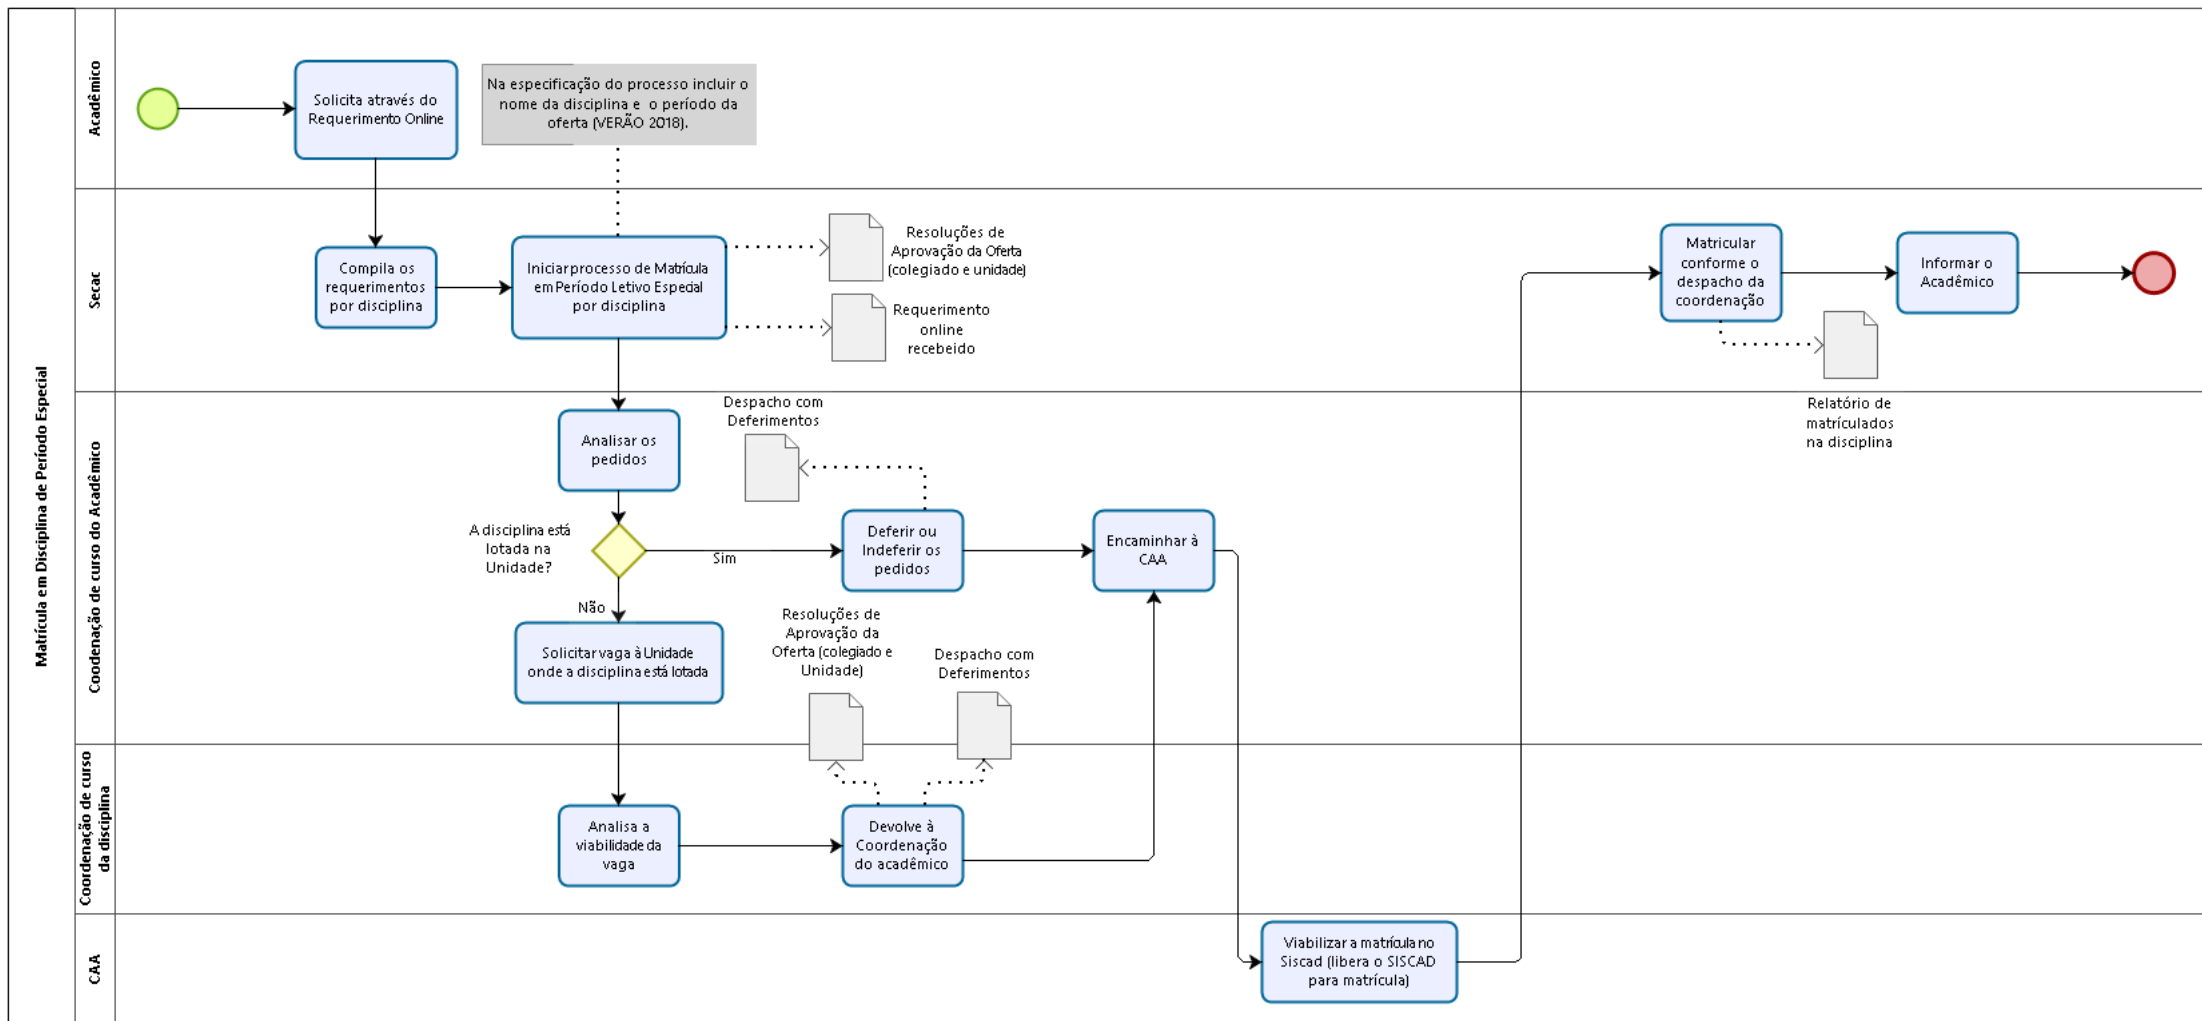 Matrícula em Disciplina de Período Especial
Acadêmico
Solicita através do
Requerimento Online
Na especificação do processo incluir o
nome da disciplina e o período da
oferta (VERÃO 2018).
Secac
Compila os
requerimentos
por disciplina
Iniciar processo de Matrícula
em Período Letivo Especial
por disciplina
Resoluções de
Aprovação da Oferta
(colegiado e unidade)
Requerimento
online
recebeido
Matricular
conforme o
despacho da
coordenação
Informar o
Acadêmico
Relatório de
matrículados
na disciplina
Coodenação de curso do Acadêmico
Analisar os
pedidos
Despacho com
Deferimentos
A disciplina está
lotada na
Unidade?
Sim
Deferir ou
Indeferir os
pedidos
Encaminhar à
CAA
Não
Solicitar vaga à Unidade
onde a disciplina está lotada
Resoluções de
Aprovação da
Oferta (colegiado e
Unidade)
Despacho com
Deferimentos
Coordenação de curso
da disciplina
Analisa a
viabilidade da
vaga
Devolve à
Coordenação
do acadêmico
CAA
Viabilizar a matrícula no
Siscad (libera o SISCAD
para matrícula)